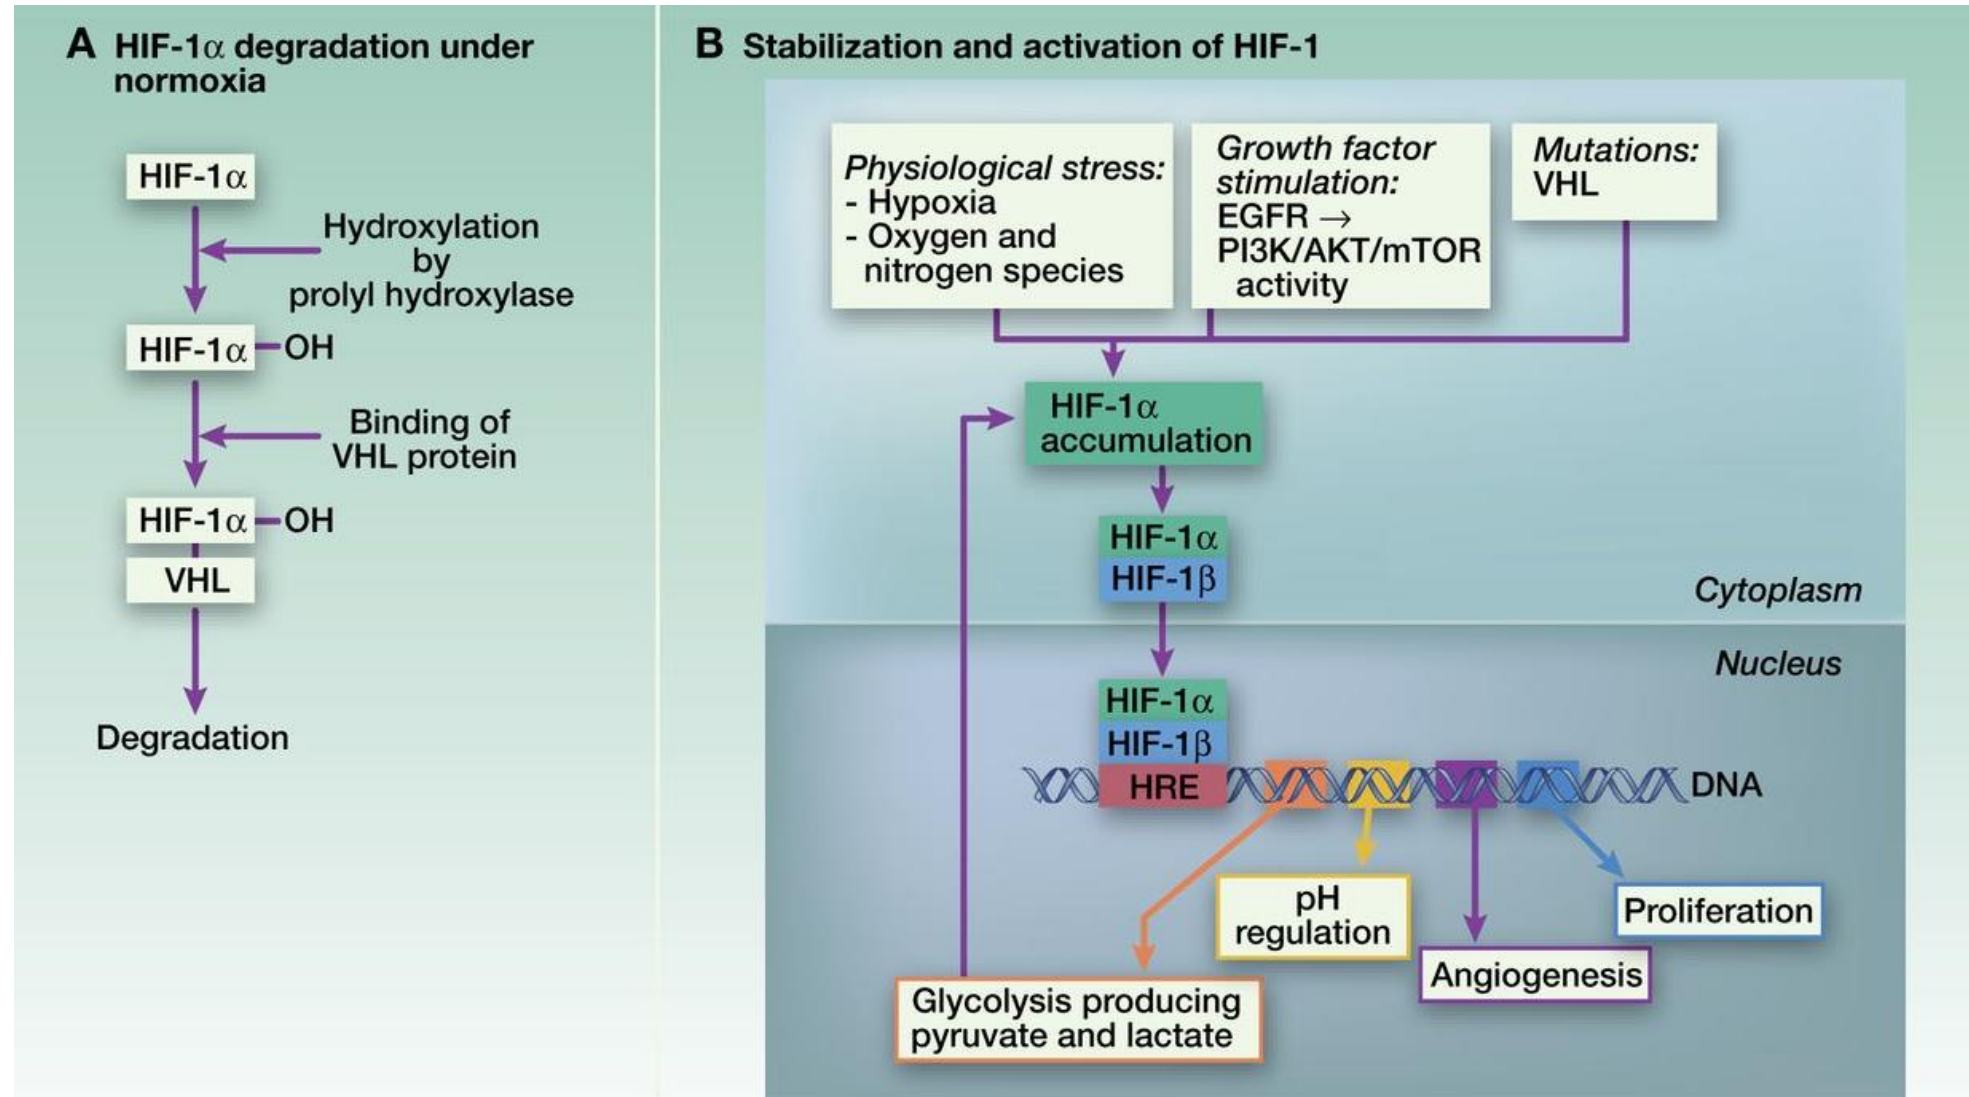 A HIF-1α degradation under
normoxia
HIF-1α
Hydroxylation
by
prolyl hydroxylase
HIF-1α OH
Binding of
VHL protein
HIF-1α OH
VHL
Degradation
B Stabilization and activation of HIF-1
Physiological stress:
- Hypoxia
- Oxygen and
nitrogen species
Growth factor
stimulation:
EGFR →
PI3K/AKT/mTOR
activity
Mutations:
VHL
HIF-1α
accumulation
HIF-1α
HIF-1β
Cytoplasm
Nucleus
HIF-1α
HIF-1β
HRE
DNA
pH
regulation
Proliferation
Angiogenesis
Glycolysis producing
pyruvate and lactate